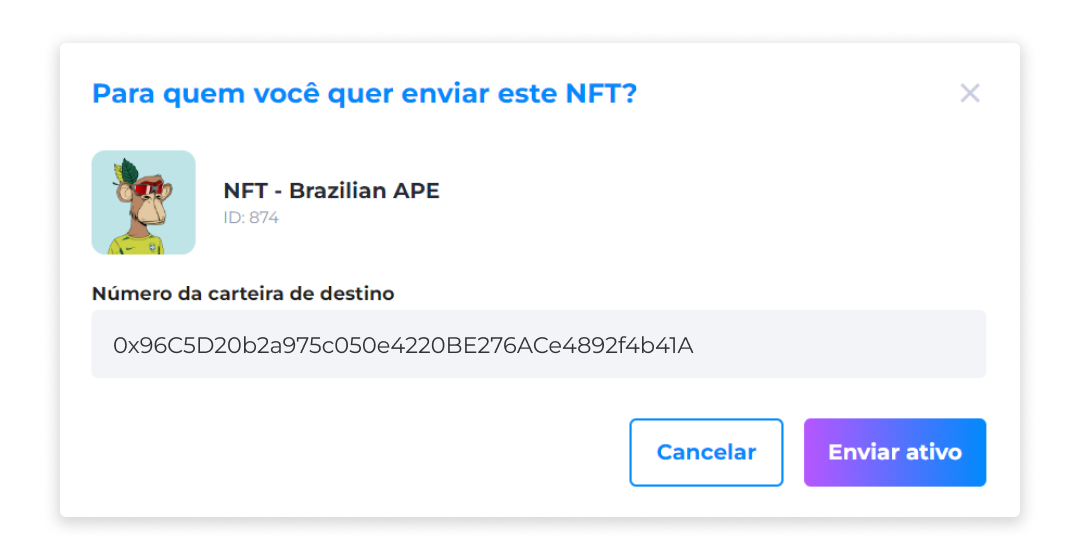 Para quem você quer enviar este NFT?
NFT - Brazilian APE
ID: 874
Número da carteira de destino
0x96C5D20b2a975c050e4220BE276ACe4892f4b41A
Cancelar
Enviar ativo